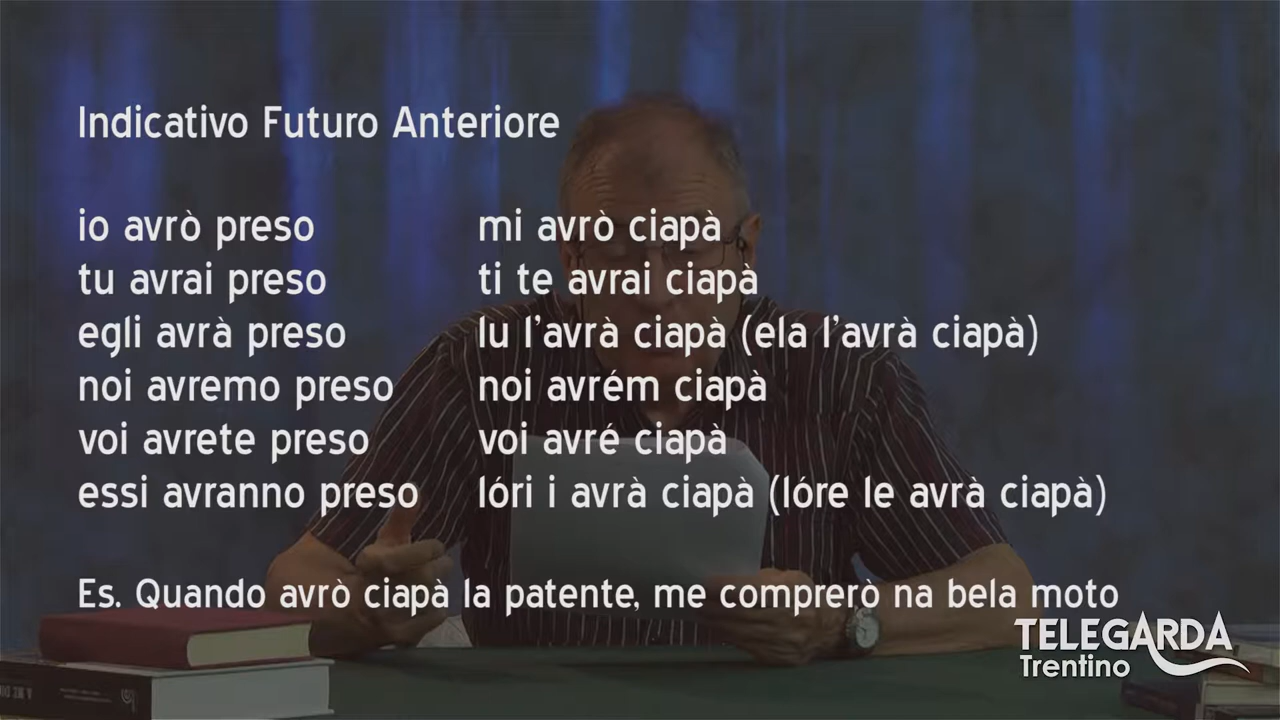 Indicativo Futuro Anteriore
io avrò preso mi avrò ciapà
tu avrai preso ti te avrai ciapà
egli avrà preso lu l'avrà ciapà (ela l'avrà ciapà)
noi avremo preso noi avrém ciapà
voi avrete preso voi avré ciapà
essi avranno preso lóri i avrà ciapà (lóre le avrà ciapà)
Es. Quando avrò ciapà la patente, me comprerò na bela moto
TELEGARDA
Trentino